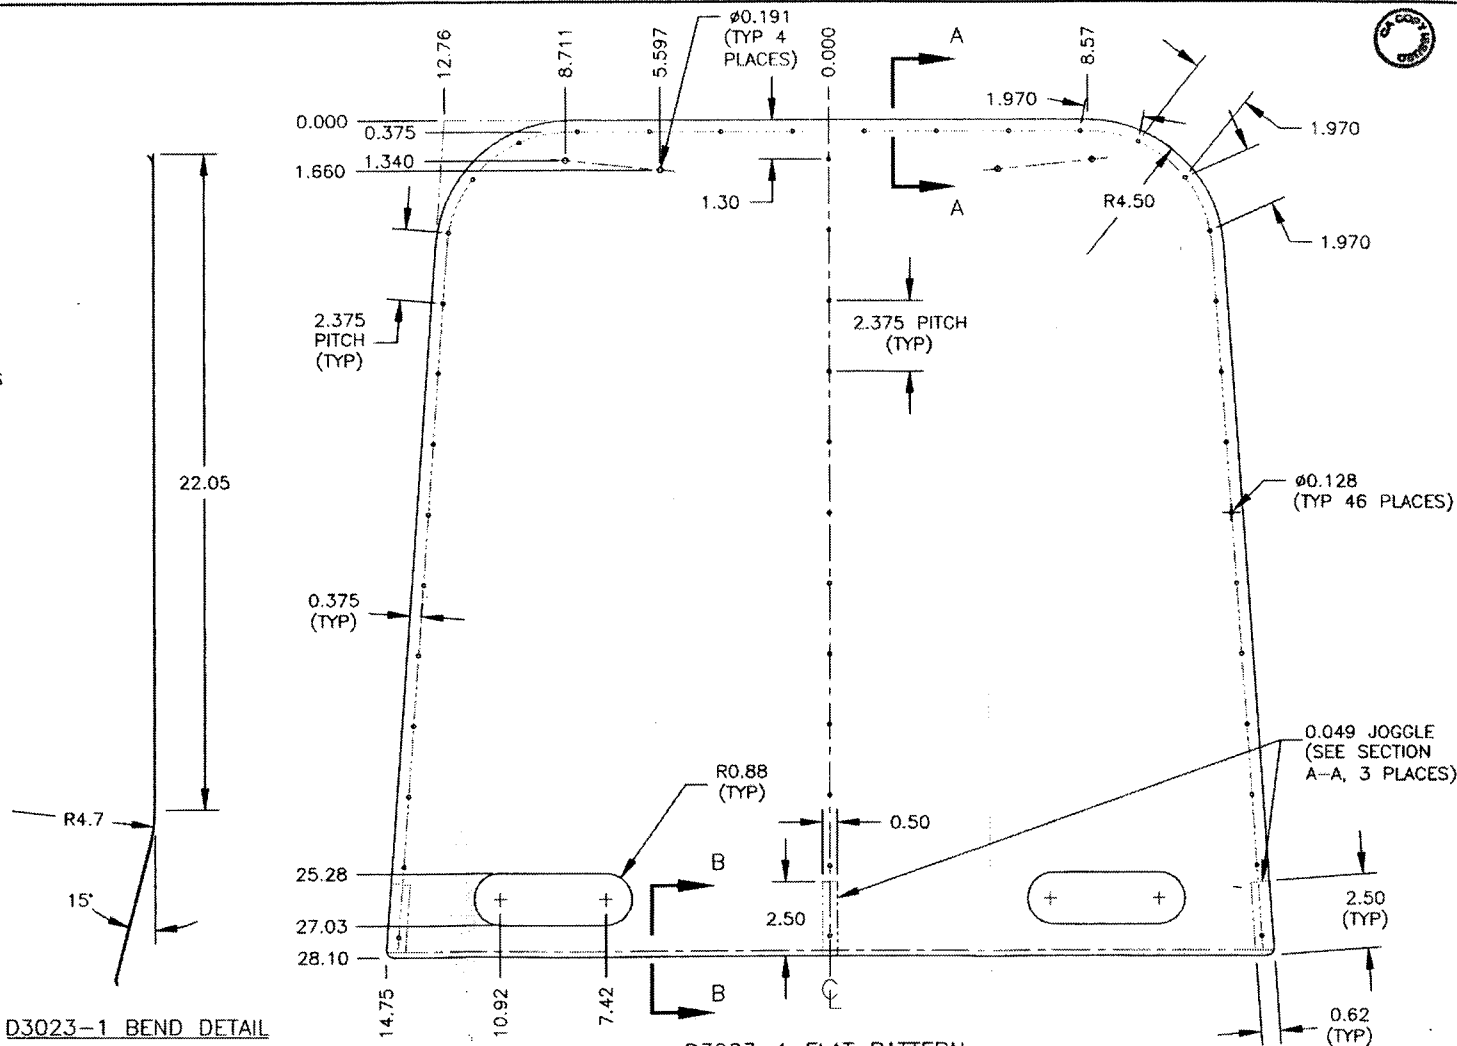 ø0.191
(TYP 4
PLACES)
12.76
8.711
5.597
0.000
A
8.57
1.970
1.970
1.970
0.000
0.375
1.340
1.660
1.30
A
R4.50
2.375
PITCH
(TYP)
2.375 PITCH
(TYP)
22.05
ø0.128
(TYP 46 PLACES)
0.375
(TYP)
0.049 JOGGLE
(SEE SECTION
A-A, 3 PLACES)
R0.88
(TYP)
R4.7
0.50
B
25.28
15°
2.50
2.50
(TYP)
27.03
28.10
14.75
10.92
7.42
B
CL
0.62
(TYP)
D3023-1 BEND DETAIL